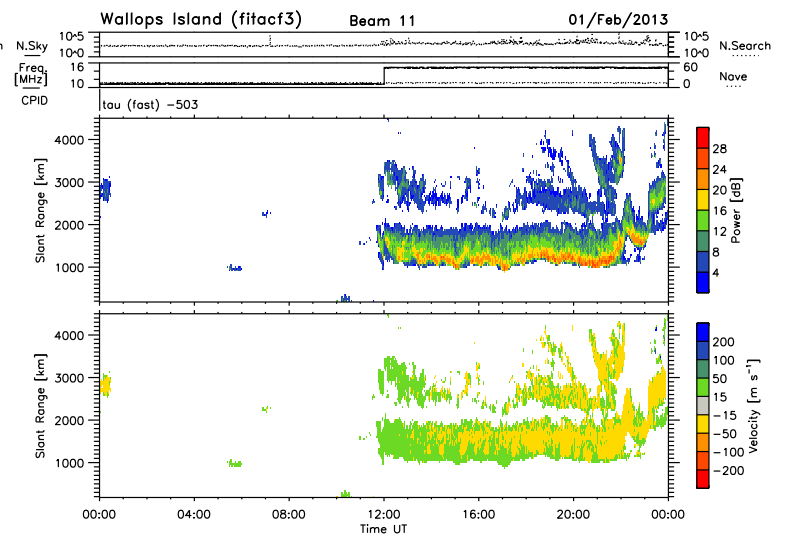 Wallops Island (fitacf3) Beam 11 01/Feb/2013
n N.Sky 10^5 10^0 10^5 10^0 N.Search
Freq. [MHz] 16 10 60 0 Nave
CPID tau (fast) -503
Slant Range [km] 4000 3000 2000 1000
28 24 20 16 12 8 4 Power [dB]
Slant Range [km] 4000 3000 2000 1000
200 100 50 15 -15 -50 -100 -200 Velocity [m s^-1]
00:00 04:00 08:00 12:00 16:00 20:00 00:00
Time UT